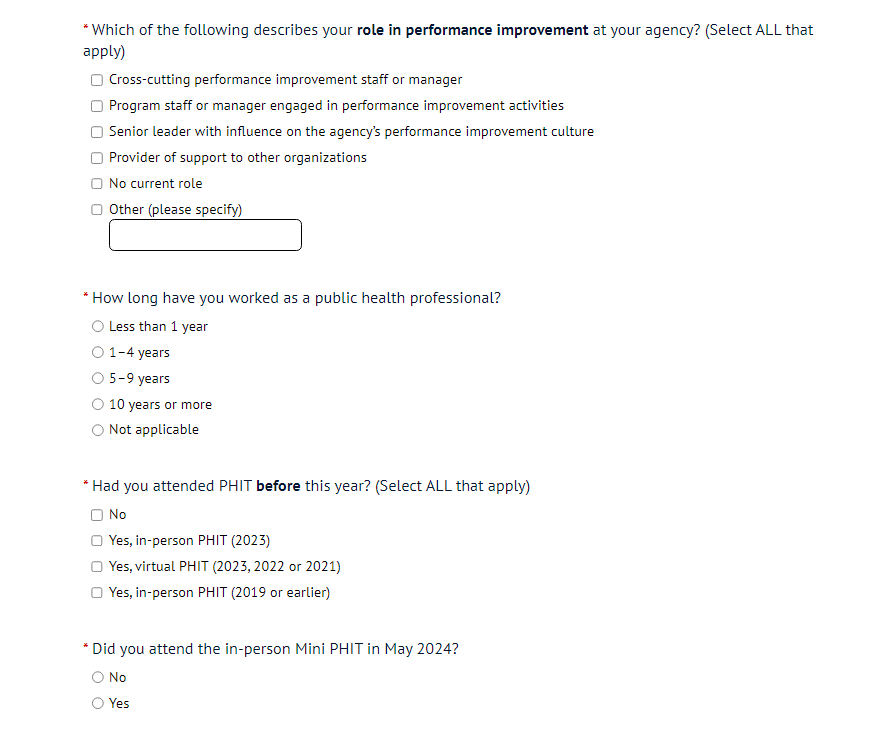 * Which of the following describes your role in performance improvement at your agency? (Select ALL that
apply)
Cross-cutting performance improvement staff or manager
Program staff or manager engaged in performance improvement activities
Senior leader with influence on the agency's performance improvement culture
Provider of support to other organizations
No current role
Other (please specify)
* How long have you worked as a public health professional?
Less than 1 year
1-4 years
5-9 years
10 years or more
Not applicable
* Had you attended PHIT before this year? (Select ALL that apply)
No
Yes, in-person PHIT (2023)
Yes, virtual PHIT (2023, 2022 or 2021)
Yes, in-person PHIT (2019 or earlier)
* Did you attend the in-person Mini PHIT in May 2024?
No
Yes